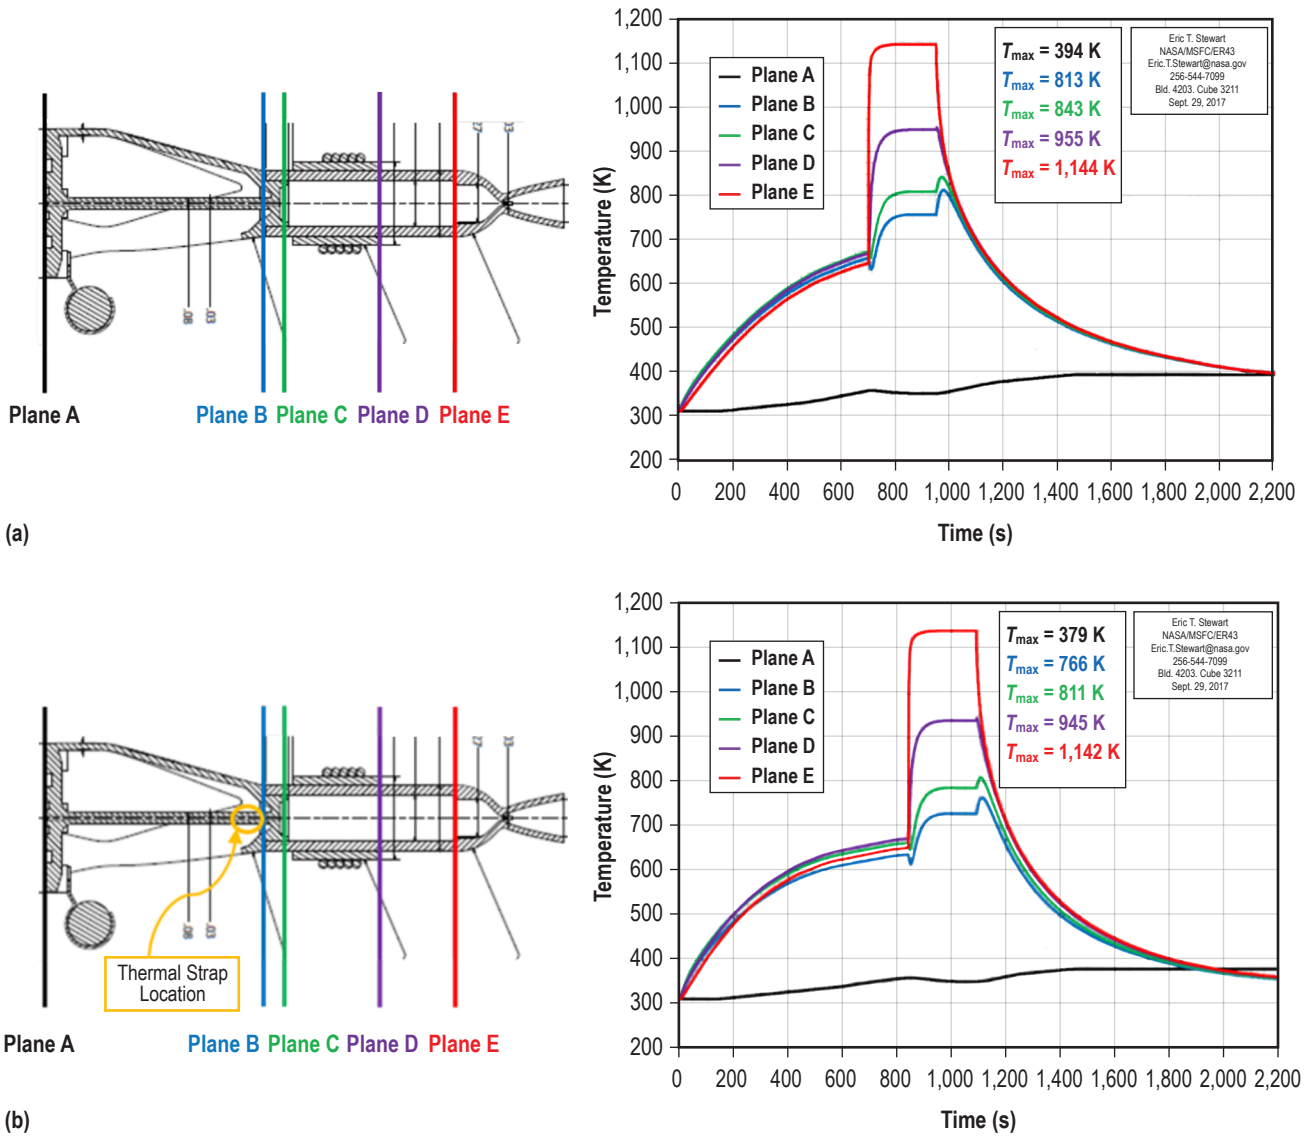 .27
.03
.08
.03
Plane A
Plane B
Plane C
Plane D
Plane E
(a)
1,200
1,100
1,000
900
800
700
600
500
400
300
200
Temperature (K)
Plane A
Plane B
Plane C
Plane D
Plane E
Tmax = 394 K
Tmax = 813 K
Tmax = 843 K
Tmax = 955 K
Tmax = 1,144 K
Eric T. Stewart
NASA/MSFC/ER43
Eric.T.Stewart@nasa.gov
256-544-7099
Bld. 4203. Cube 3211
Sept. 29, 2017
0 200 400 600 800 1,000 1,200 1,400 1,600 1,800 2,000 2,200
Time (s)
.27
.03
.08
.03
Thermal Strap
Location
Plane A
Plane B
Plane C
Plane D
Plane E
(b)
1,200
1,100
1,000
900
800
700
600
500
400
300
200
Temperature (K)
Plane A
Plane B
Plane C
Plane D
Plane E
Tmax = 379 K
Tmax = 766 K
Tmax = 811 K
Tmax = 945 K
Tmax = 1,142 K
Eric T. Stewart
NASA/MSFC/ER43
Eric.T.Stewart@nasa.gov
256-544-7099
Bld. 4203. Cube 3211
Sept. 29, 2017
0 200 400 600 800 1,000 1,200 1,400 1,600 1,800 2,000 2,200
Time (s)